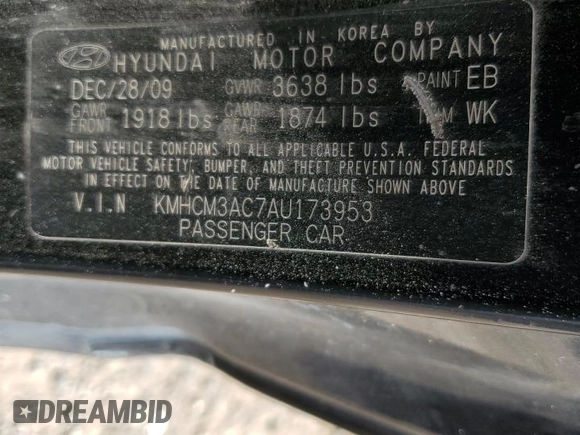 MANUFACTURED IN KOREA BY
HYUNDAI MOTOR COMPANY
DEC/28/09 GVWR 3638 lbs PAINT EB
GAWR FRONT 1918 lbs GAWR REAR 1874 lbs WK
THIS VEHICLE CONFORMS TO ALL APPLICABLE U.S.A. FEDERAL
MOTOR VEHICLE SAFETY, BUMPER, AND THEFT PREVENTION STANDARDS
IN EFFECT ON THE DATE OF MANUFACTURE SHOWN ABOVE
V.I.N KMHCM3AC7AU173953
PASSENGER CAR
DREAMBID